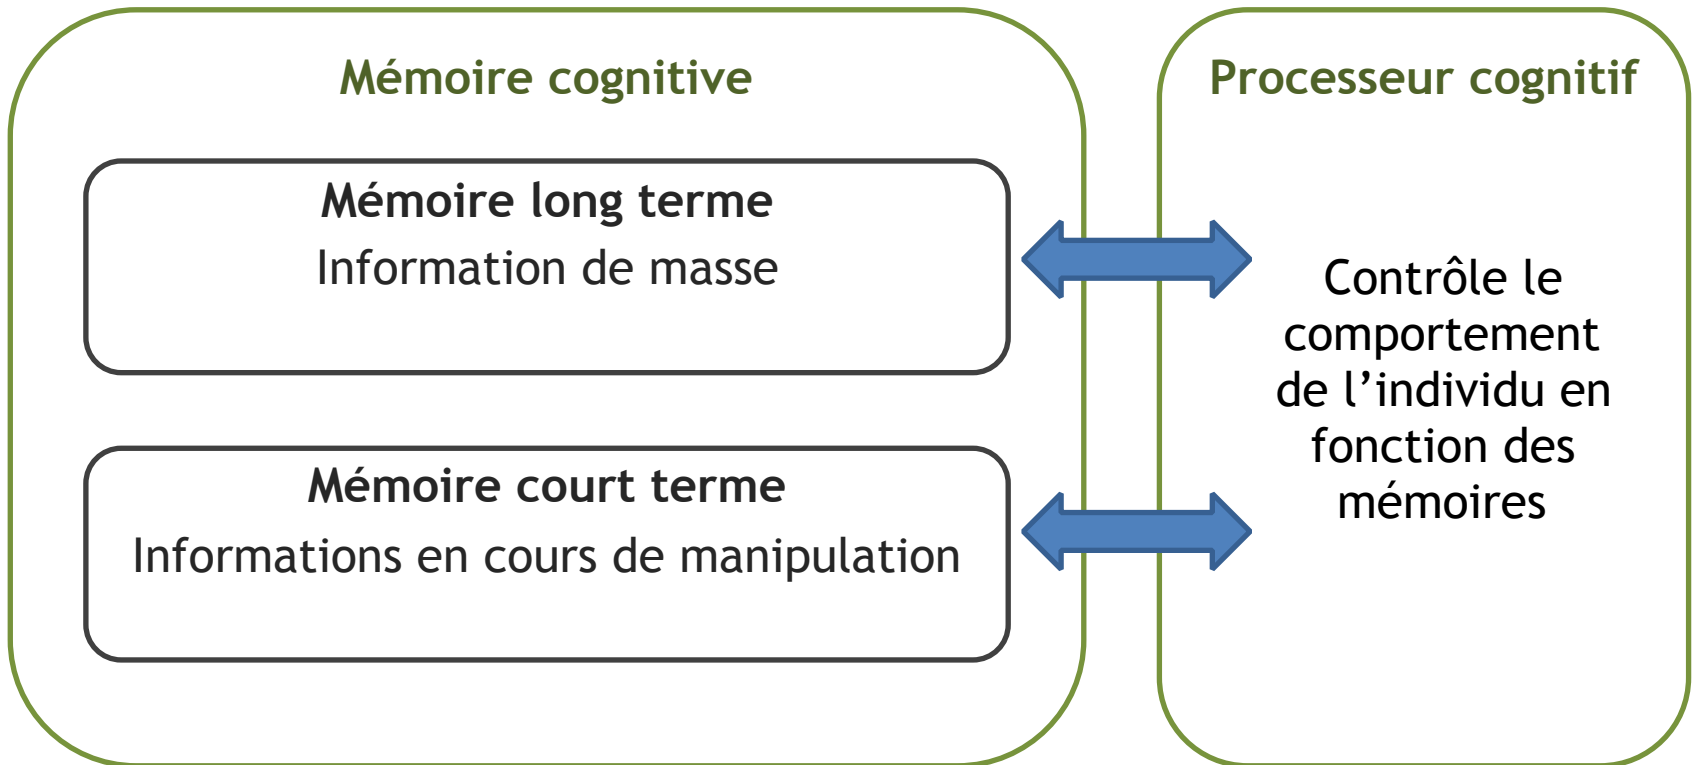 Mémoire cognitive
Mémoire long terme
Information de masse
Mémoire court terme
Informations en cours de manipulation
Processeur cognitif
Contrôle le
comportement
de l’individu en
fonction des
mémoires